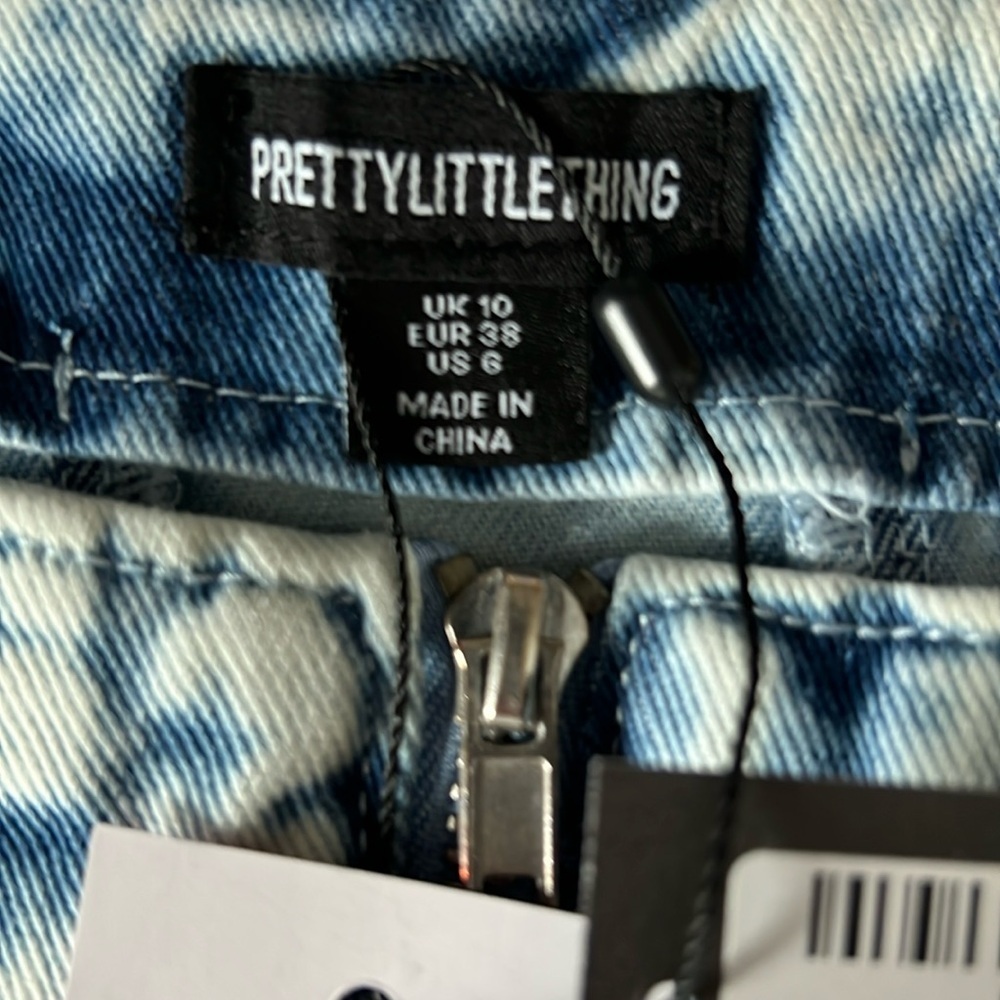 PRETTYLITTLETHING
UK 10
EUR 38
US 6
MADE IN
CHINA